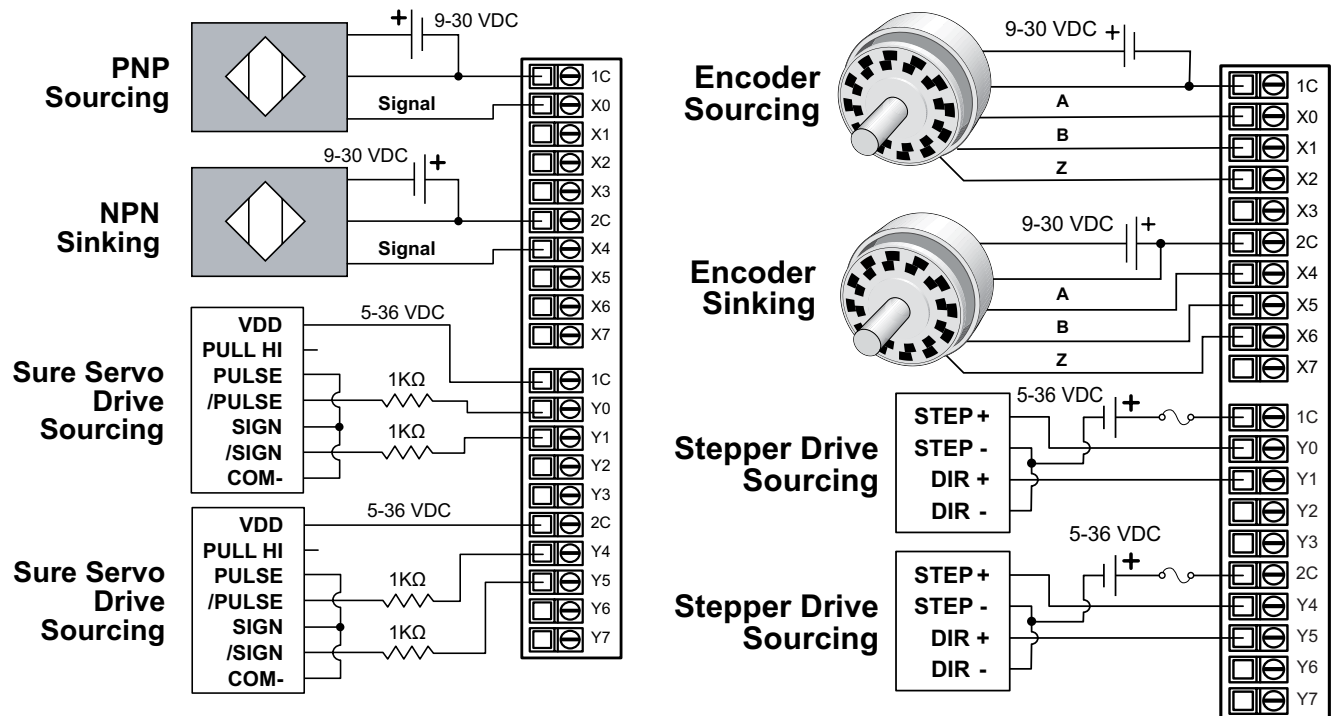 9-30 VDC
+
PNP
Sourcing
Signal
9-30 VDC
+
NPN
Sinking
Signal
1C
X0
X1
X2
X3
2C
X4
X5
X6
X7
Sure Servo
Drive
Sourcing
VDD
PULL HI
PULSE
/PULSE
SIGN
/SIGN
COM-
5-36 VDC
1KΩ
1KΩ
1C
Y0
Y1
Y2
Y3
Sure Servo
Drive
Sourcing
VDD
PULL HI
PULSE
/PULSE
SIGN
/SIGN
COM-
5-36 VDC
1KΩ
1KΩ
2C
Y4
Y5
Y6
Y7
Encoder
Sourcing
9-30 VDC
+
A
B
Z
Encoder
Sinking
9-30 VDC
+
A
B
Z
1C
X0
X1
X2
X3
2C
X4
X5
X6
X7
Stepper Drive
Sourcing
STEP +
STEP -
DIR +
DIR -
5-36 VDC
+
1C
Y0
Y1
Y2
Y3
Stepper Drive
Sourcing
STEP +
STEP -
DIR +
DIR -
5-36 VDC
+
2C
Y4
Y5
Y6
Y7